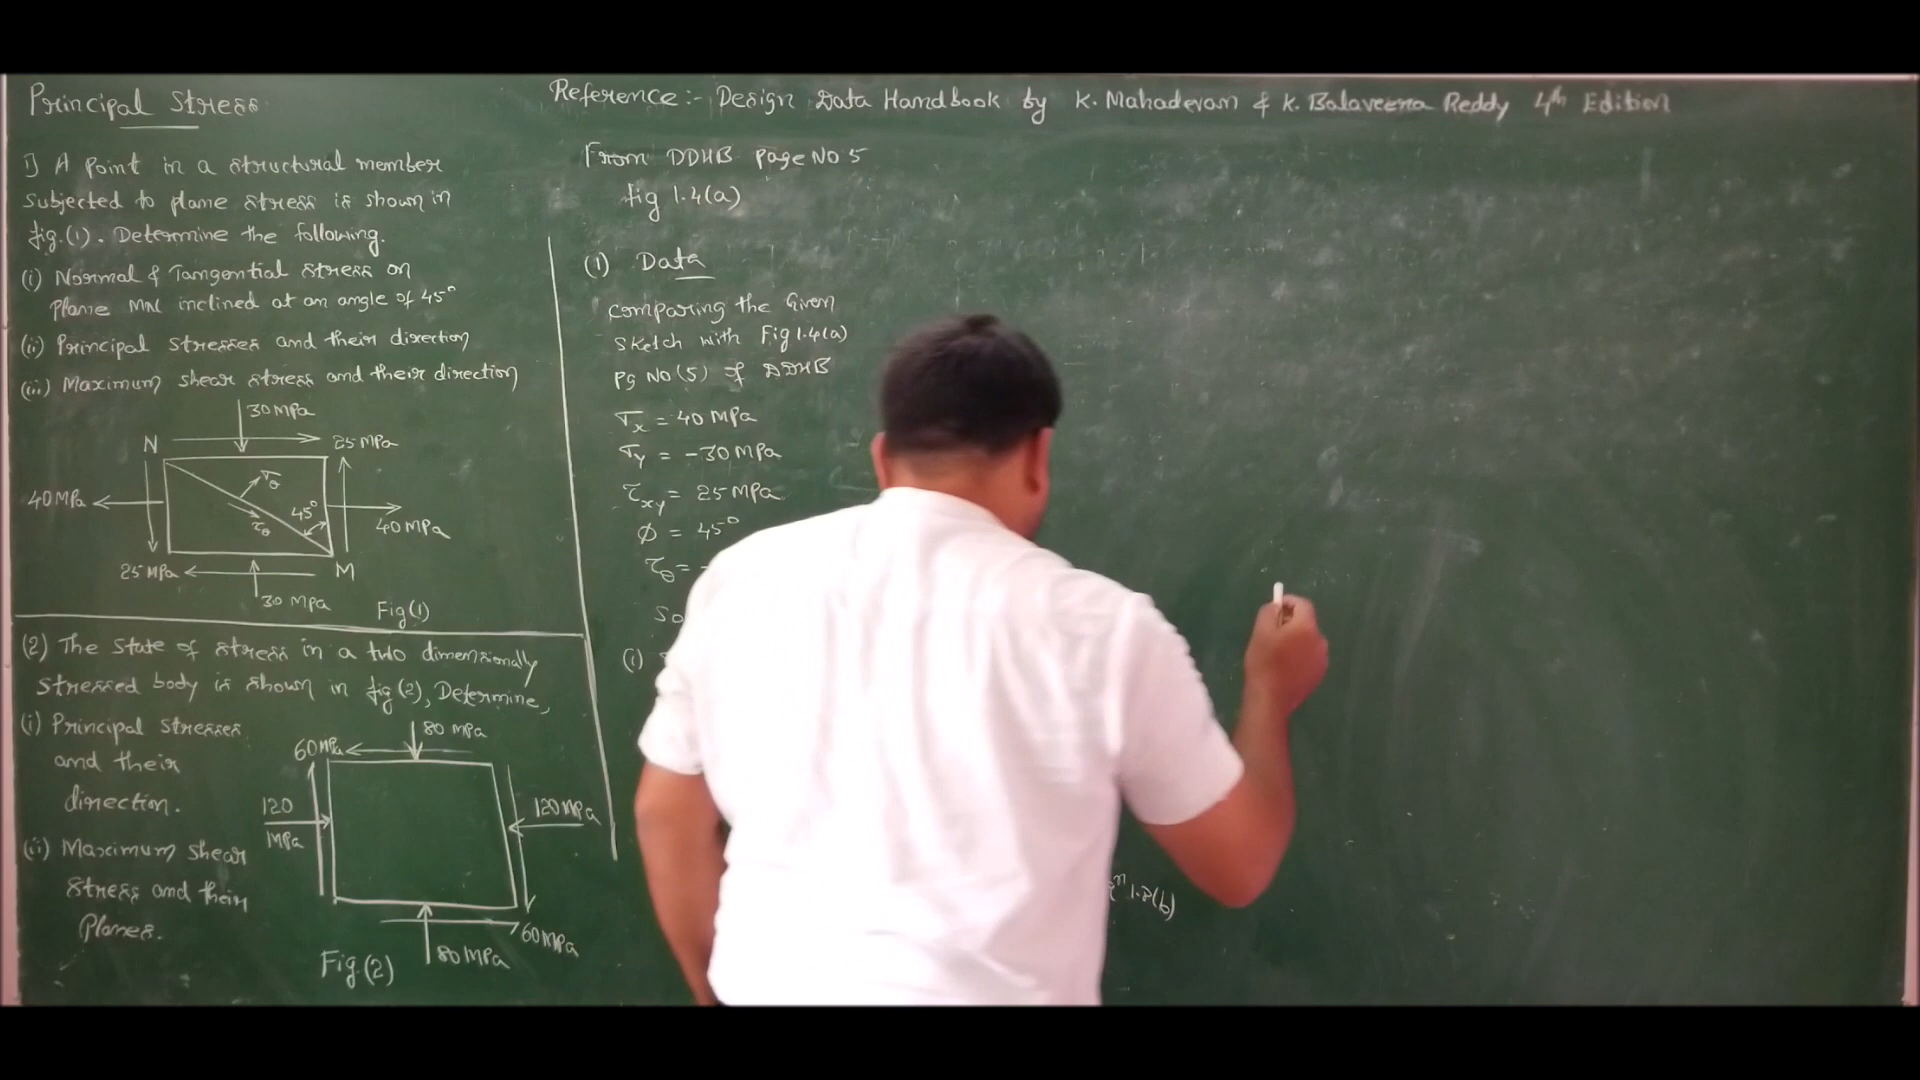 Principal Stress
Reference:- Design Data Handbook by K. Mahadevan & K. Balaveera Reddy 4th Edition
1) A Point in a structural member
subjected to plane stress is shown in
fig.(1). Determine the following.
(i) Normal & Tangential stress on
Plane MN inclined at an angle of 45°
(ii) Principal stresses and their direction
(iii) Maximum shear stress and their direction
30 MPa
N
25 MPa
σθ
40 MPa
45°
τθ
40 MPa
25 MPa
M
30 MPa
Fig(1)
(2) The state of stress in a two dimensionally
stressed body is shown in fig(2), Determine,
(i) Principal stresses
and their
direction.
(ii) Maximum shear
stress and their
Planes.
80 MPa
60 MPa
120 MPa
120 MPa
60 MPa
80 MPa
Fig.(2)
From DDHB Page No 5
fig 1.4(a)
(1) Data
comparing the Given
sketch with Fig 1.4(a)
Pg No(5) of DDHB
σx = 40 MPa
σy = -30 MPa
τxy = 25 MPa
Ø = 45°
τθ = -
So
(i)